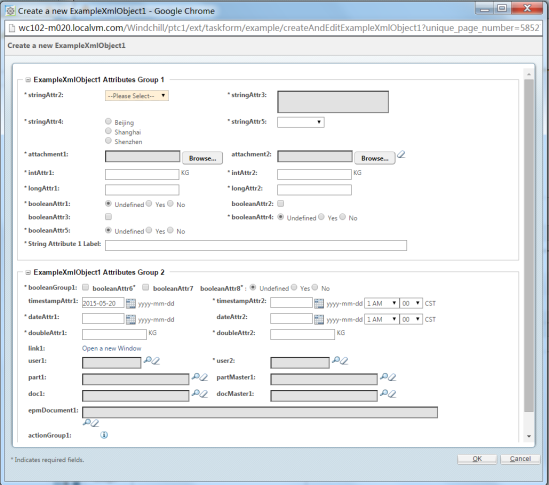 Create a new ExampleXmlObject1 - Google Chrome
wc102-m020.localvm.com/Windchill/ptc1/ext/taskform/example/createAndEditExampleXmlObject1?unique_page_number=5852
Create a new ExampleXmlObject1
ExampleXmlObject1 Attributes Group 1
* stringAttr2: --Please Select-- * stringAttr3:
* stringAttr4: Beijing * stringAttr5:
Shanghai
Shenzhen
* attachment1: Browse... attachment2: Browse...
* intAttr1: KG * intAttr2: KG
* longAttr1: longAttr2:
* booleanAttr1: Undefined Yes No booleanAttr2:
booleanAttr3: * booleanAttr4: Undefined Yes No
* booleanAttr5: Undefined Yes No
* String Attribute 1 Label:
ExampleXmlObject1 Attributes Group 2
* booleanGroup1: booleanAttr6* booleanAttr7 booleanAttr8*: Undefined Yes No
timestampAttr1: 2015-05-20 yyyy-mm-dd * timestampAttr2: yyyy-mm-dd 1 AM 00 CST
* dateAttr1: yyyy-mm-dd dateAttr2: yyyy-mm-dd 1 AM 00 CST
* doubleAttr1: KG * doubleAttr2: KG
link1: Open a new Window
user1: * user2:
part1: partMaster1:
doc1: docMaster1:
epmDocument1:
actionGroup1:
* Indicates required fields.
OK Cancel